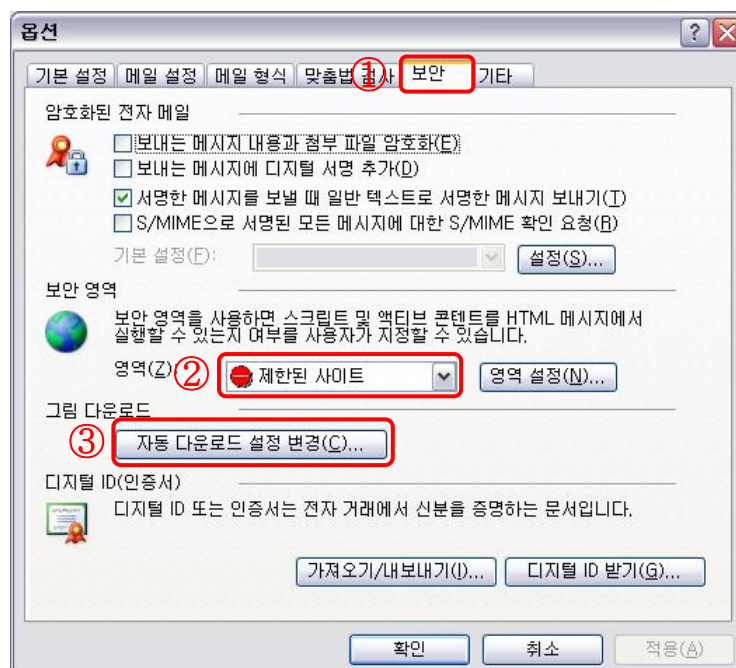 옵션
기본 설정 메일 설정 메일 형식 맞춤법 검사 ① 보안 기타
암호화된 전자 메일
보내는 메시지 내용과 첨부 파일 암호화(E)
보내는 메시지에 디지털 서명 추가(D)
서명한 메시지를 보낼 때 일반 텍스트로 서명한 메시지 보내기(T)
S/MIME으로 서명된 모든 메시지에 대한 S/MIME 확인 요청(R)
기본 설정(F): 설정(S)...
보안 영역
보안 영역을 사용하면 스크립트 및 액티브 콘텐트를 HTML 메시지에서
실행할 수 있는지 여부를 사용자가 지정할 수 있습니다.
영역(Z) ② 제한된 사이트 영역 설정(N)...
그림 다운로드
③ 자동 다운로드 설정 변경(C)...
디지털 ID(인증서)
디지털 ID 또는 인증서는 전자 거래에서 신분을 증명하는 문서입니다.
가져오기/내보내기(I)... 디지털 ID 받기(G)...
확인 취소 적용(A)